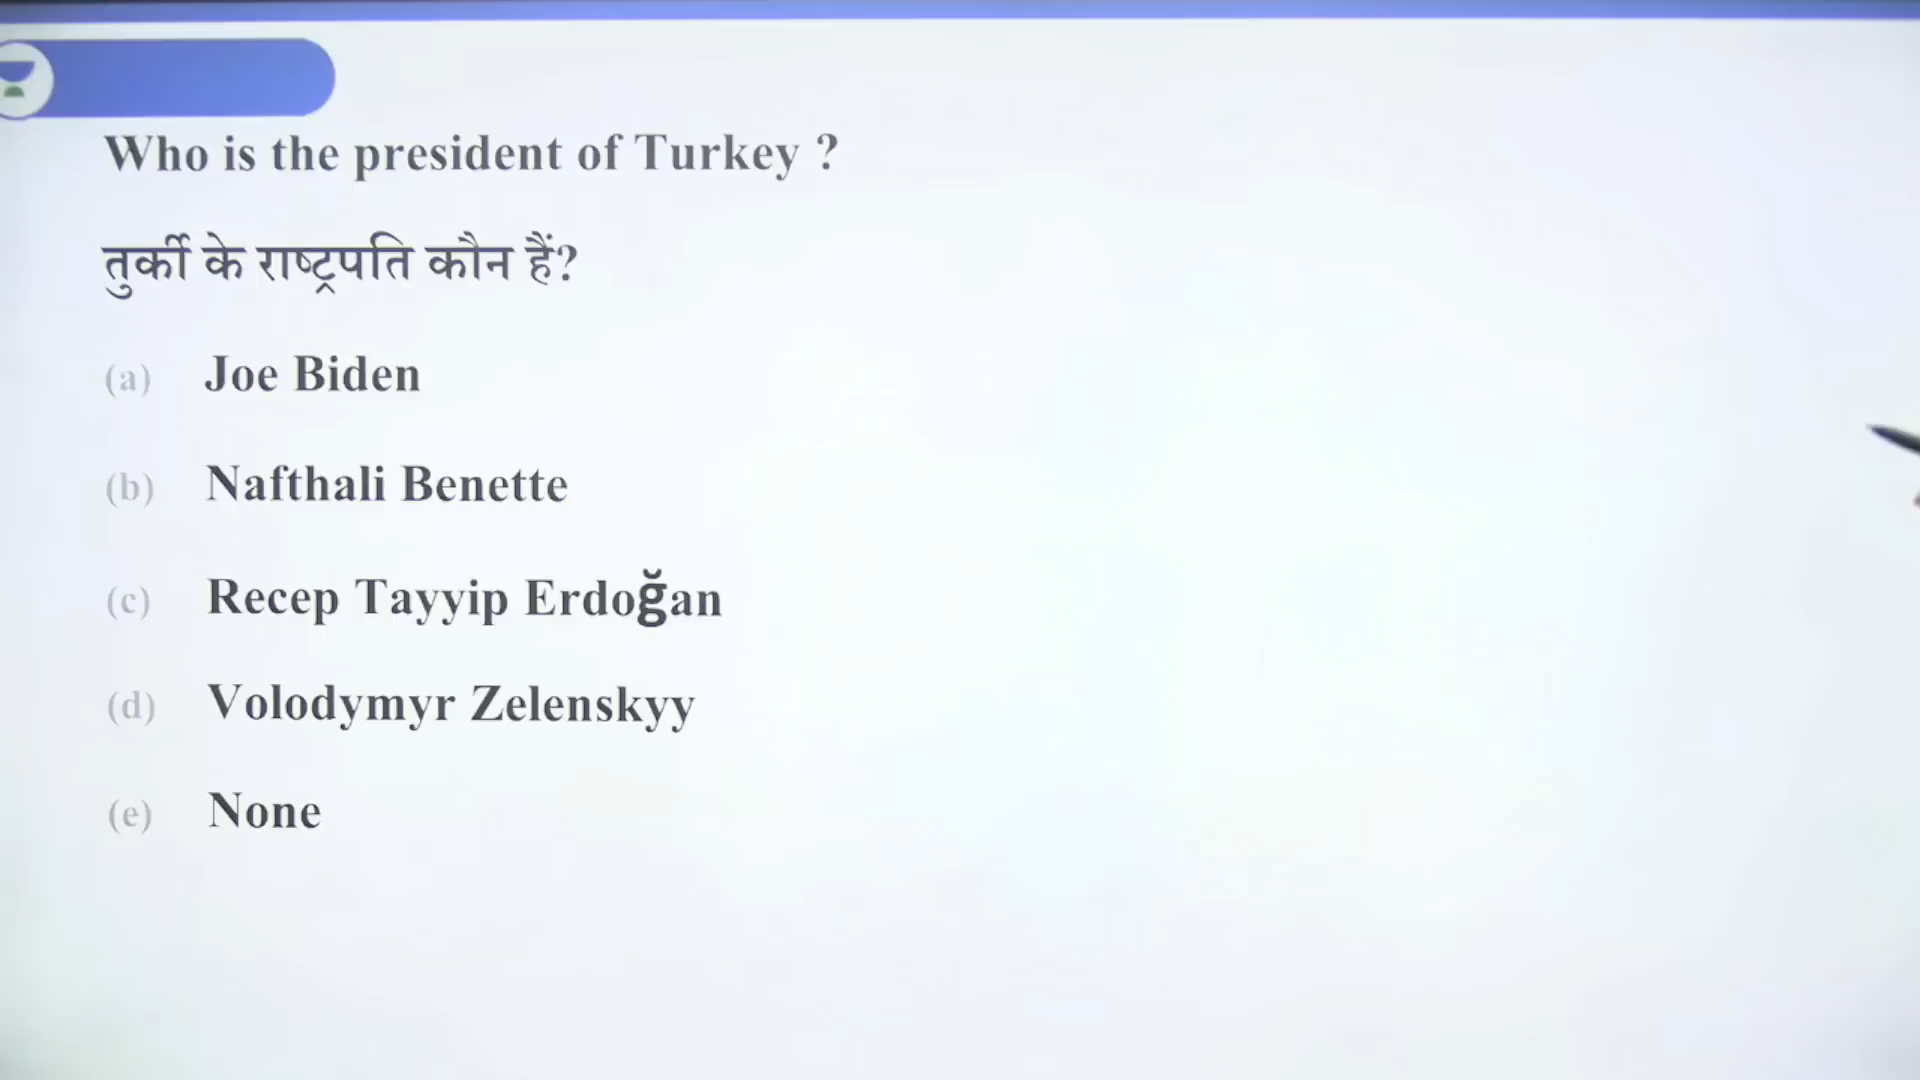 Who is the president of Turkey ?
तुर्की के राष्ट्रपति कौन हैं?
(a) Joe Biden
(b) Nafthali Benette
(c) Recep Tayyip Erdoğan
(d) Volodymyr Zelenskyy
(e) None